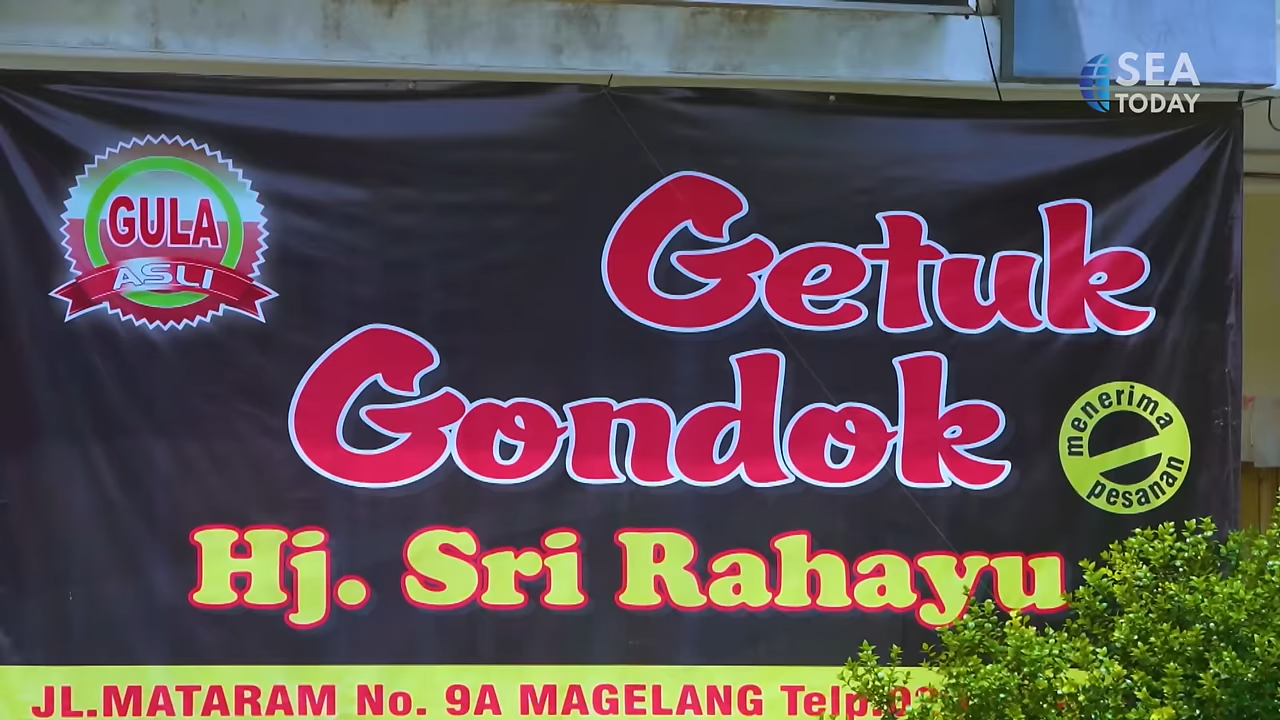 SEA
TODAY
GULA
ASLI
Getuk
Gondok
menerima
pesanan
Hj. Sri Rahayu
JL.MATARAM No. 9A MAGELANG Telp.